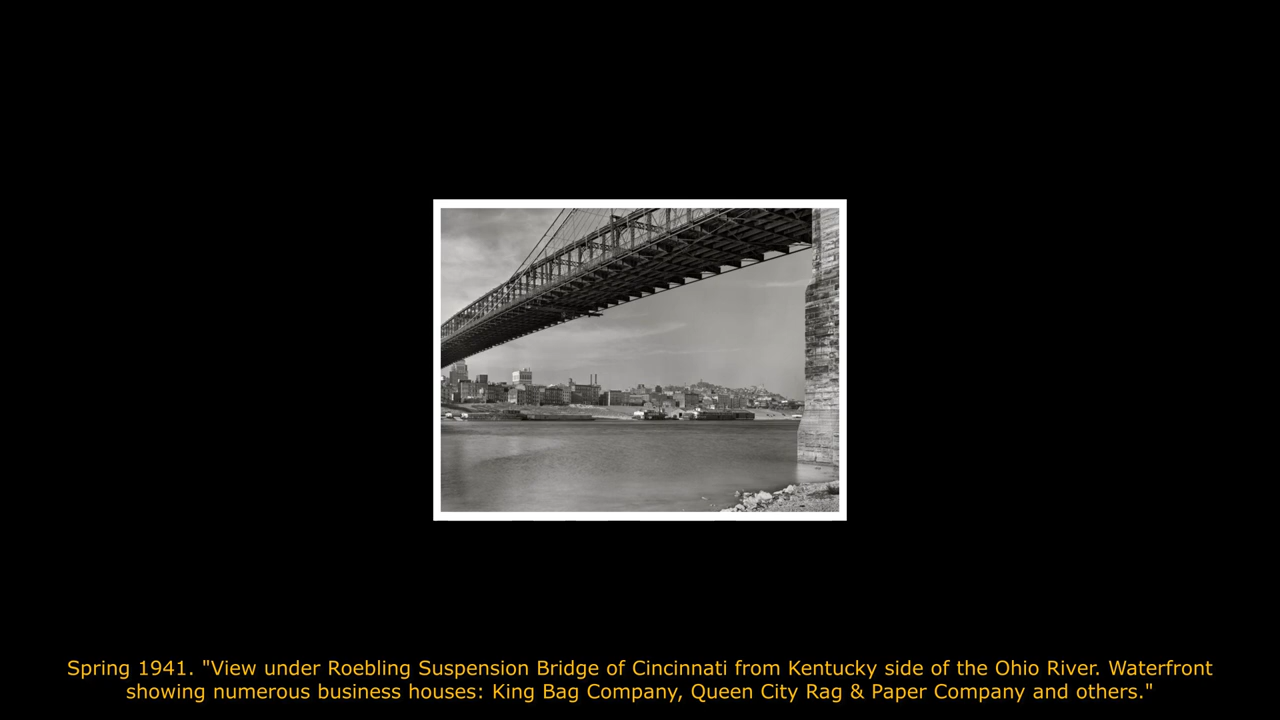 Spring 1941. "View under Roebling Suspension Bridge of Cincinnati from Kentucky side of the Ohio River. Waterfront
showing numerous business houses: King Bag Company, Queen City Rag & Paper Company and others."